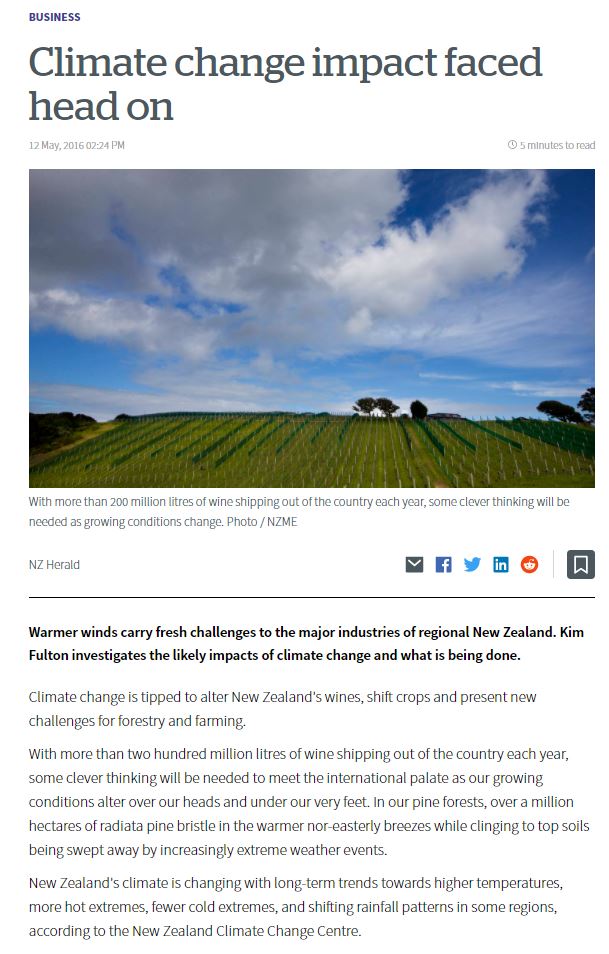 BUSINESS
Climate change impact faced
head on
12 May, 2016 02:24 PM
5 minutes to read
With more than 200 million litres of wine shipping out of the country each year, some clever thinking will be
needed as growing conditions change. Photo / NZME
NZ Herald
Warmer winds carry fresh challenges to the major industries of regional New Zealand. Kim
Fulton investigates the likely impacts of climate change and what is being done.
Climate change is tipped to alter New Zealand's wines, shift crops and present new
challenges for forestry and farming.
With more than two hundred million litres of wine shipping out of the country each year,
some clever thinking will be needed to meet the international palate as our growing
conditions alter over our heads and under our very feet. In our pine forests, over a million
hectares of radiata pine bristle in the warmer nor-easterly breezes while clinging to top soils
being swept away by increasingly extreme weather events.
New Zealand's climate is changing with long-term trends towards higher temperatures,
more hot extremes, fewer cold extremes, and shifting rainfall patterns in some regions,
according to the New Zealand Climate Change Centre.